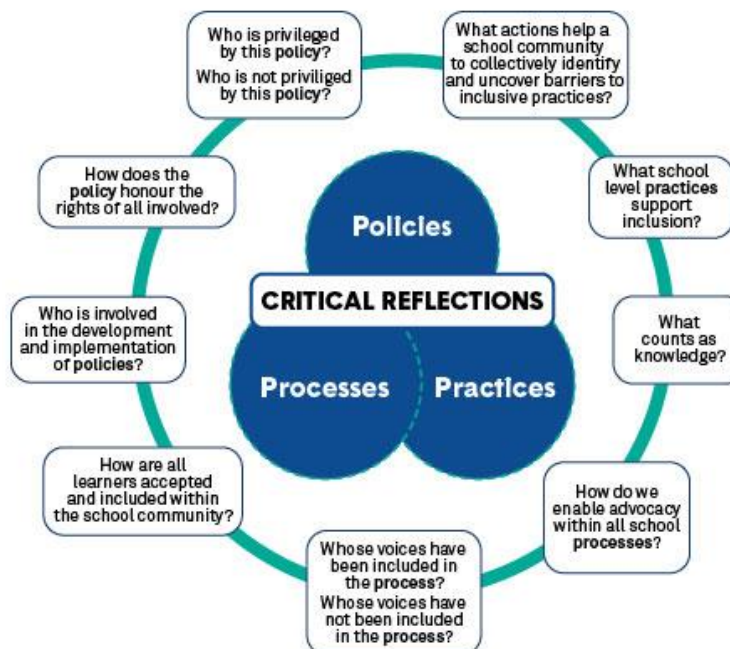 Who is privileged
by this policy?
Who is not priviliged
by this policy?
What actions help a
school community
to collectively identify
and uncover barriers to
inclusive practices?
How does the
policy honour the
rights of all involved?
What school
level practices
support
inclusion?
Policies
CRITICAL REFLECTIONS
Processes
Practices
Who is involved
in the development
and implementation
of policies?
What
counts as
knowledge?
How are all
learners accepted
and included within
the school community?
How do we
enable advocacy
within all school
processes?
Whose voices have
been included in
the process?
Whose voices have
not been included
in the process?